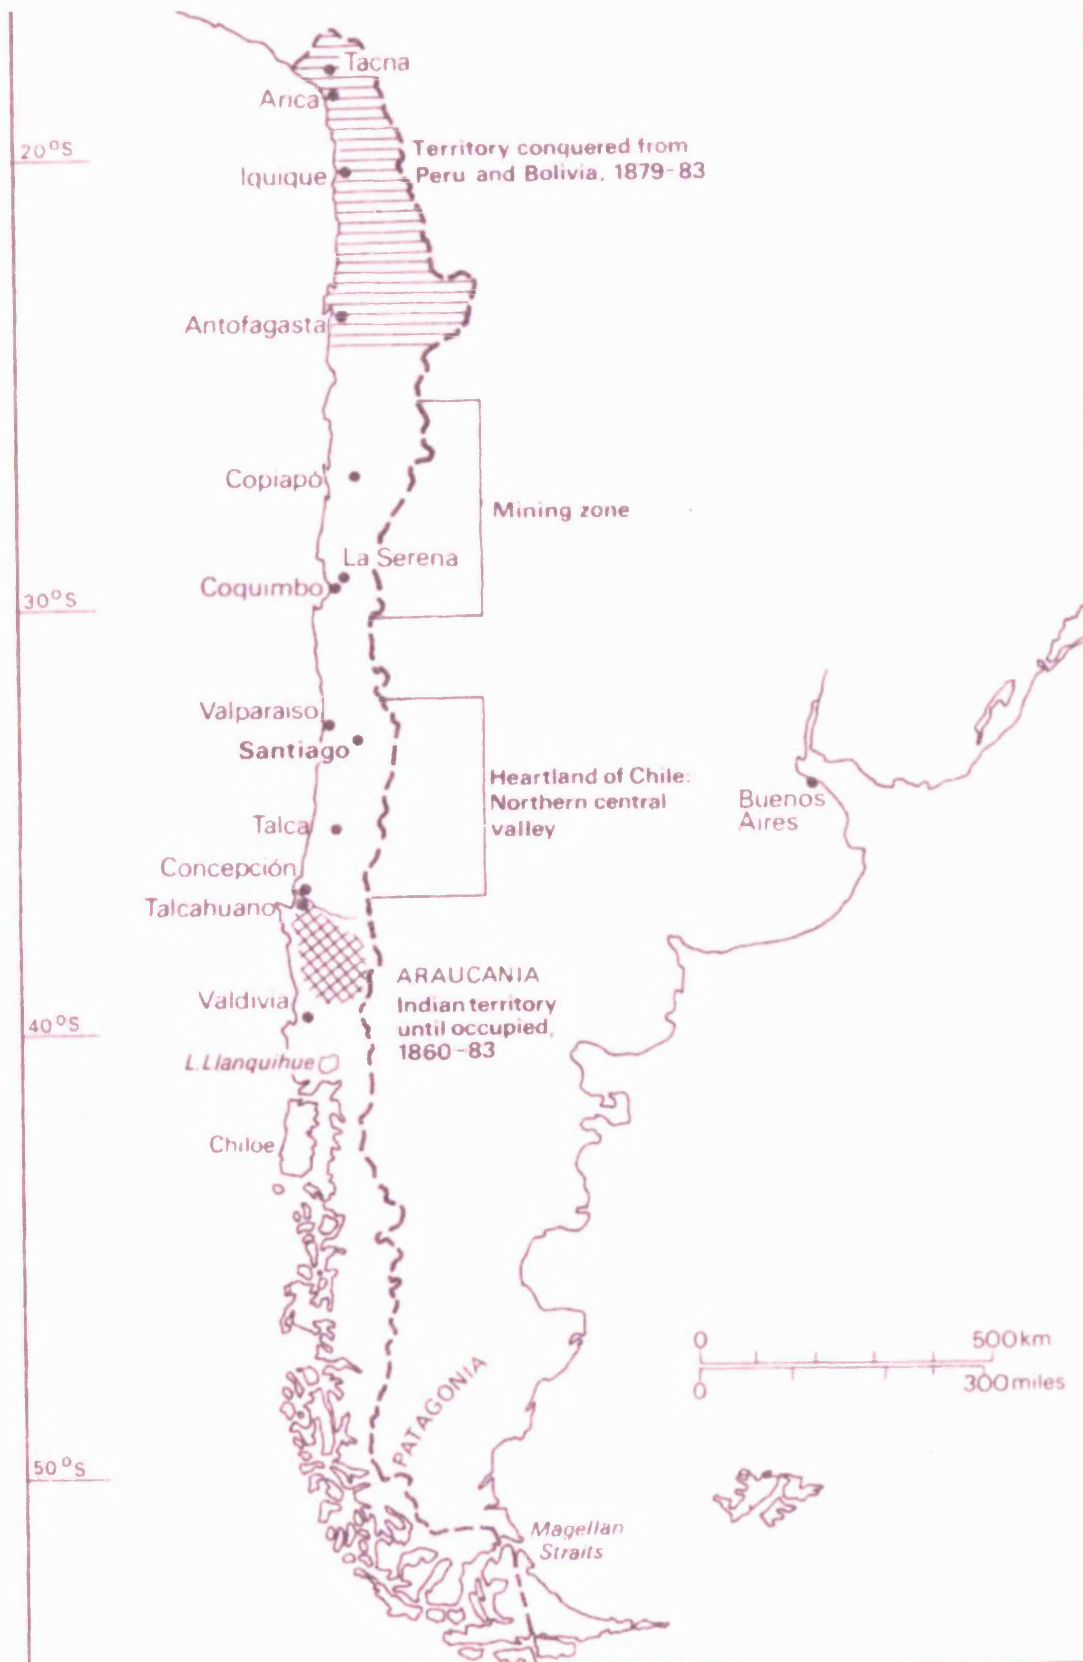 Tacna
Arica
20°S
Territory conquered from
Peru and Bolivia, 1879-83
Iquique
Antofagasta
Copiapó
Mining zone
La Serena
Coquimbo
30°S
Valparaiso
Santiago
Heartland of Chile:
Northern central
valley
Buenos
Aires
Talca
Concepción
Talcahuano
ARAUCANIA
Indian territory
until occupied,
1860-83
Valdivia
40°S
L.Llanquihue
Chiloe
0 500km
0 300miles
PATAGONIA
50°S
Magellan
Straits